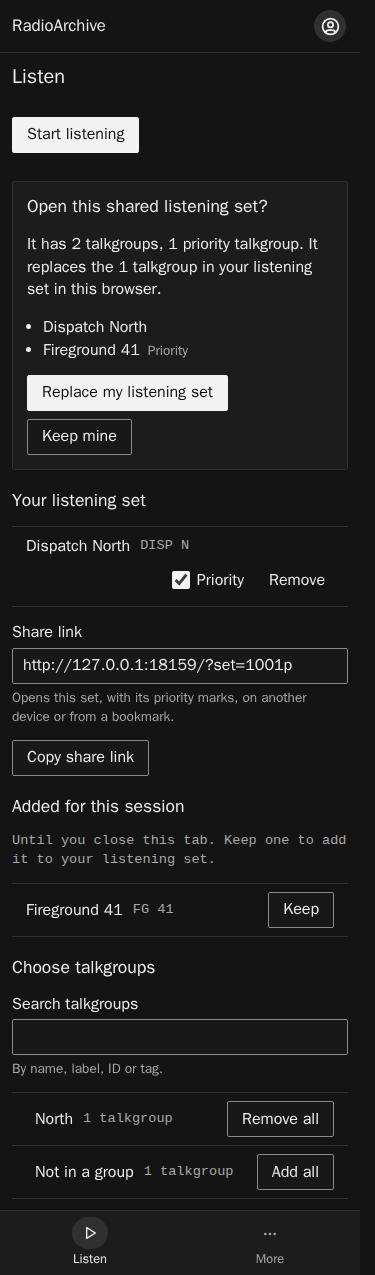 RadioArchive
Listen
Start listening
Open this shared listening set?
It has 2 talkgroups, 1 priority talkgroup. It
replaces the 1 talkgroup in your listening
set in this browser.
Dispatch North
Fireground 41 Priority
Replace my listening set
Keep mine
Your listening set
Dispatch North DISP N
Priority Remove
Share link
http://127.0.0.1:18159/?set=1001p
Opens this set, with its priority marks, on another
device or from a bookmark.
Copy share link
Added for this session
Until you close this tab. Keep one to add
it to your listening set.
Fireground 41 FG 41 Keep
Choose talkgroups
Search talkgroups
By name, label, ID or tag.
North 1 talkgroup Remove all
Not in a group 1 talkgroup Add all
Listen More